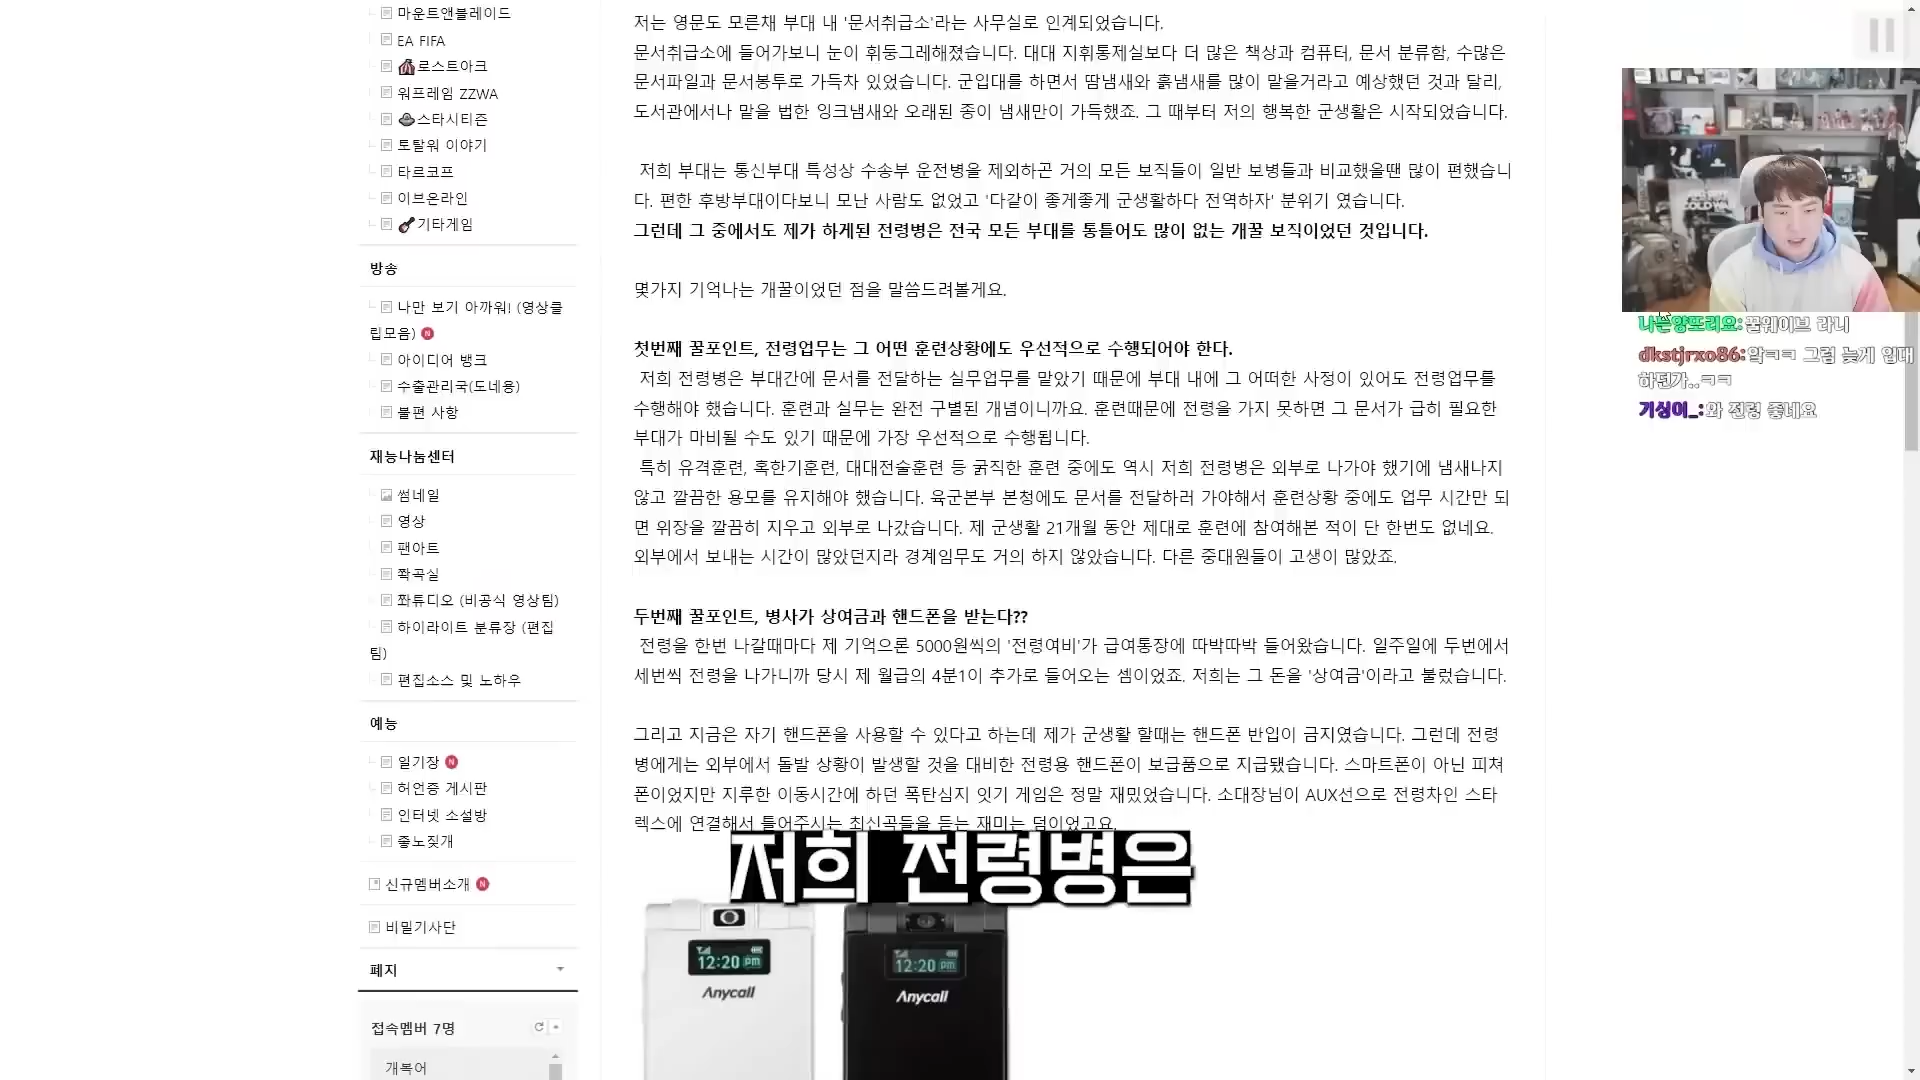 마운트앤블레이드
EA FIFA
로스트아크
워프레임 ZZWA
스타시티즌
토탈워 이야기
타르코프
이브온라인
기타게임
방송
나만 보기 아까워! (영상클
립모음) N
아이디어 뱅크
수출관리국(도네용)
불편 사항
재능나눔센터
썸네일
영상
팬아트
쫙곡실
쫘튜디오 (비공식 영상팀)
하이라이트 분류장 (편집
팀)
편집소스 및 노하우
예능
일기장 N
허언증 게시판
인터넷 소설방
좋노짖개
신규멤버소개 N
비밀기사단
폐지
접속멤버 7명
개복어
저는 영문도 모른채 부대 내 '문서취급소'라는 사무실로 인계되었습니다.
문서취급소에 들어가보니 눈이 휘둥그레해졌습니다. 대대 지휘통제실보다 더 많은 책상과 컴퓨터, 문서 분류함, 수많은
문서파일과 문서봉투로 가득차 있었습니다. 군입대를 하면서 땀냄새와 흙냄새를 많이 맡을거라고 예상했던 것과 달리,
도서관에서나 맡을 법한 잉크냄새와 오래된 종이 냄새만이 가득했죠. 그 때부터 저의 행복한 군생활은 시작되었습니다.
저희 부대는 통신부대 특성상 수송부 운전병을 제외하곤 거의 모든 보직들이 일반 보병들과 비교했을땐 많이 편했습니
다. 편한 후방부대이다보니 모난 사람도 없었고 '다같이 좋게좋게 군생활하다 전역하자' 분위기 였습니다.
그런데 그 중에서도 제가 하게된 전령병은 전국 모든 부대를 통틀어도 많이 없는 개꿀 보직이었던 것입니다.
몇가지 기억나는 개꿀이었던 점을 말씀드려볼게요.
첫번째 꿀포인트, 전령업무는 그 어떤 훈련상황에도 우선적으로 수행되어야 한다.
저희 전령병은 부대간에 문서를 전달하는 실무업무를 맡았기 때문에 부대 내에 그 어떠한 사정이 있어도 전령업무를
수행해야 했습니다. 훈련과 실무는 완전 구별된 개념이니까요. 훈련때문에 전령을 가지 못하면 그 문서가 급히 필요한
부대가 마비될 수도 있기 때문에 가장 우선적으로 수행됩니다.
특히 유격훈련, 혹한기훈련, 대대전술훈련 등 굵직한 훈련 중에도 역시 저희 전령병은 외부로 나가야 했기에 냄새나지
않고 깔끔한 용모를 유지해야 했습니다. 육군본부 본청에도 문서를 전달하러 가야해서 훈련상황 중에도 업무 시간만 되
면 위장을 깔끔히 지우고 외부로 나갔습니다. 제 군생활 21개월 동안 제대로 훈련에 참여해본 적이 단 한번도 없네요.
외부에서 보내는 시간이 많았던지라 경계임무도 거의 하지 않았습니다. 다른 중대원들이 고생이 많았죠.
두번째 꿀포인트, 병사가 상여금과 핸드폰을 받는다??
전령을 한번 나갈때마다 제 기억으론 5000원씩의 '전령여비'가 급여통장에 따박따박 들어왔습니다. 일주일에 두번에서
세번씩 전령을 나가니까 당시 제 월급의 4분1이 추가로 들어오는 셈이었죠. 저희는 그 돈을 '상여금'이라고 불렀습니다.
그리고 지금은 자기 핸드폰을 사용할 수 있다고 하는데 제가 군생활 할때는 핸드폰 반입이 금지였습니다. 그런데 전령
병에게는 외부에서 돌발 상황이 발생할 것을 대비한 전령용 핸드폰이 보급품으로 지급됐습니다. 스마트폰이 아닌 피쳐
폰이었지만 지루한 이동시간에 하던 폭탄심지 잇기 게임은 정말 재밌었습니다. 소대장님이 AUX선으로 전령차인 스타
렉스에 연결해서 틀어주시는 최신곡들을 듣는 재미는 덤이었고요.
저희 전령병은
12:20 pm
Anycall
12:20 pm
Anycall
나는양또리요: 꿀웨이브 라니
dkstjrxo86: 앜ㅋㅋ 그럼 늦게 입대
하던가..ㅋㅋ
기싱이_: 와 전령 좋네요